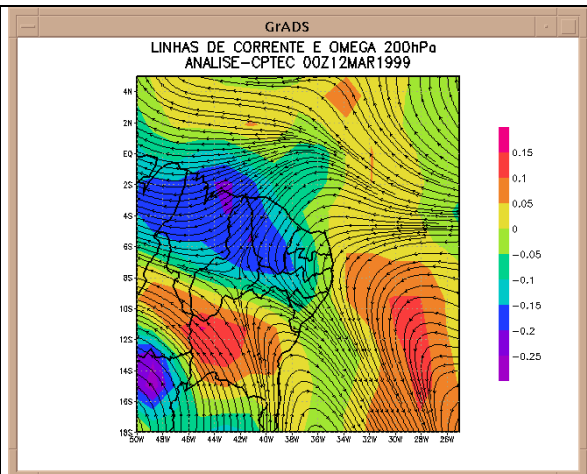 GrADS
LINHAS DE CORRENTE E OMEGA 200hPa
ANALISE-CPTEC 00Z12MAR1999
4N
2N
EQ
2S
4S
6S
8S
10S
12S
14S
16S
18S
50W 48W 46W 44W 42W 40W 38W 36W 34W 32W 30W 28W 26W
0.15
0.15
0.05
0
-0.05
-0.1
-0.15
-0.2
-0.25